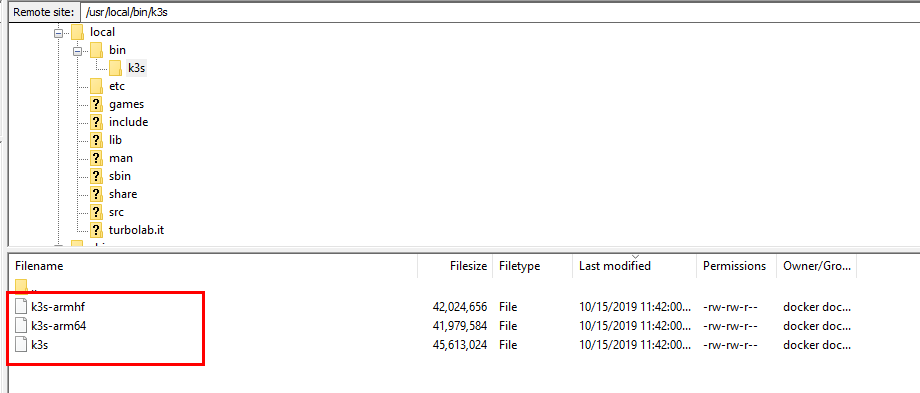 Remote site: /usr/local/bin/k3s
local
bin
k3s
etc
? games
? include
? lib
? man
? sbin
? share
? src
? turbolab.it
Filename Filesize Filetype Last modified Permissions Owner/Gro...
..
k3s-armhf 42,024,656 File 10/15/2019 11:42:00... -rw-rw-r-- docker doc...
k3s-arm64 41,979,584 File 10/15/2019 11:42:00... -rw-rw-r-- docker doc...
k3s 45,613,024 File 10/15/2019 11:42:00... -rw-rw-r-- docker doc...